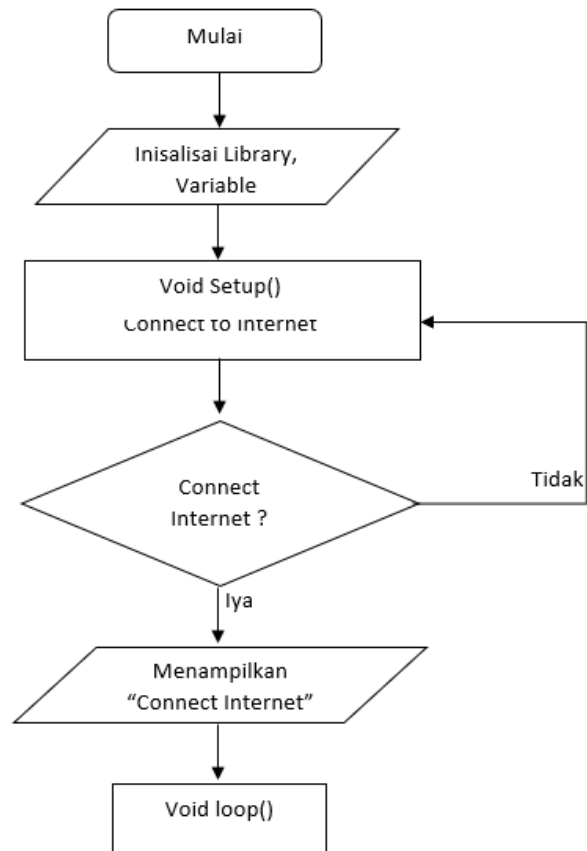 Mulai
Inisalisai Library,
Variable
Void Setup()
Connect to Internet
Connect
Internet ?
Tidak
Iya
Menampilkan
“Connect Internet”
Void loop()